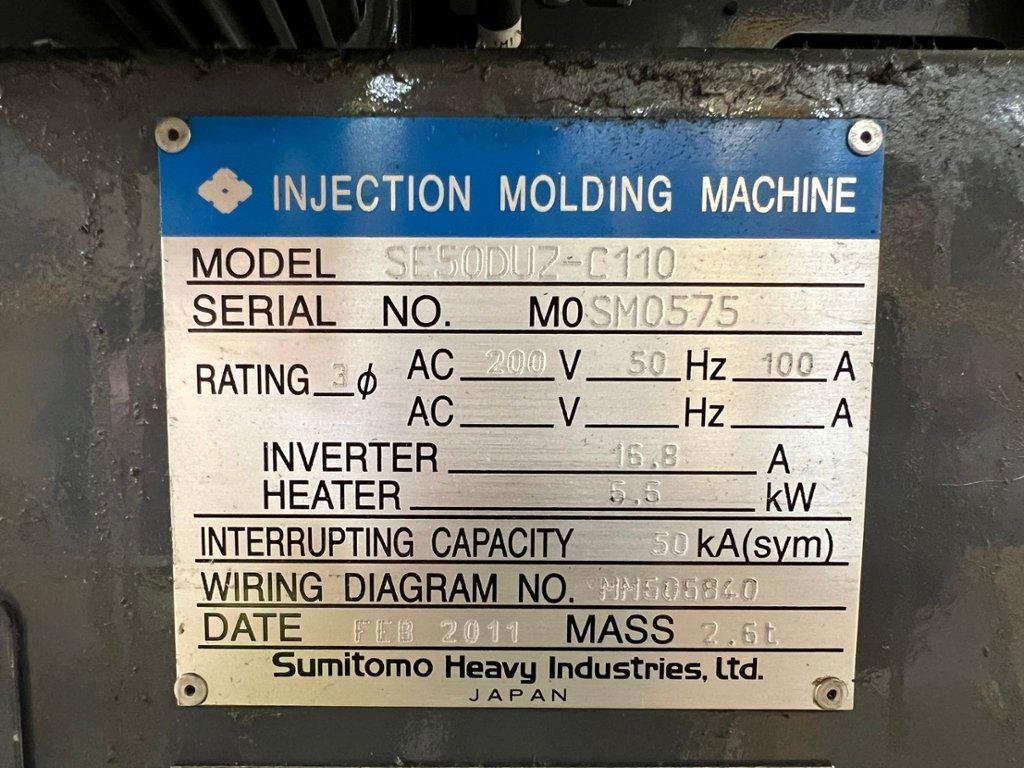 INJECTION MOLDING MACHINE
MODEL SE50DUZ-C110
SERIAL NO. M0SM0575
RATING 3ϕ AC 200 V 50 Hz 100 A
AC V Hz A
INVERTER 16.8 A
HEATER 5.5 kW
INTERRUPTING CAPACITY 50 kA(sym)
WIRING DIAGRAM NO. MM505840
DATE FEB 2011 MASS 2.6t
Sumitomo Heavy Industries, Ltd.
JAPAN